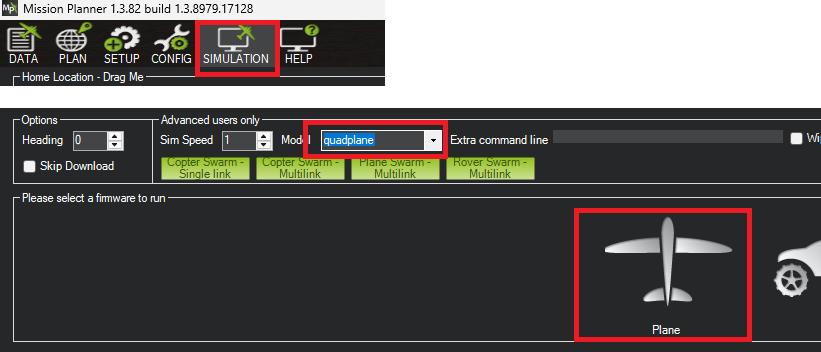 Mp Mission Planner 1.3.82 build 1.3.8979.17128
DATA PLAN SETUP CONFIG SIMULATION HELP
Home Location - Drag Me
Options Advanced users only
Heading 0 Sim Speed 1 Model quadplane Extra command line Wip
Skip Download Copter Swarm - Single link Copter Swarm - Multilink Plane Swarm - Multilink Rover Swarm - Multilink
Please select a firmware to run
Plane